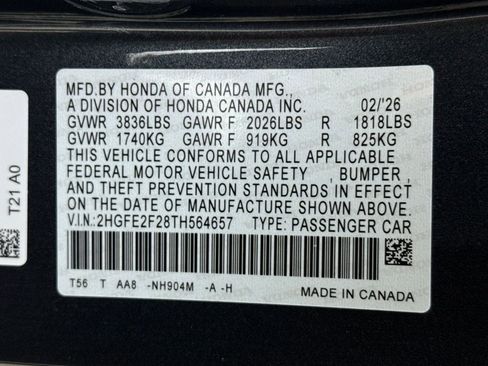 MFD.BY HONDA OF CANADA MFG.,
A DIVISION OF HONDA CANADA INC. 02/'26
GVWR 3836LBS GAWR F 2026LBS R 1818LBS
GVWR 1740KG GAWR F 919KG R 825KG
THIS VEHICLE CONFORMS TO ALL APPLICABLE
FEDERAL MOTOR VEHICLE SAFETY , BUMPER ,
AND THEFT PREVENTION STANDARDS IN EFFECT
ON THE DATE OF MANUFACTURE SHOWN ABOVE.
V.I.N:2HGFE2F28TH564657 TYPE: PASSENGER CAR
T56 T AA8 -NH904M -A -H
MADE IN CANADA
T21 A0